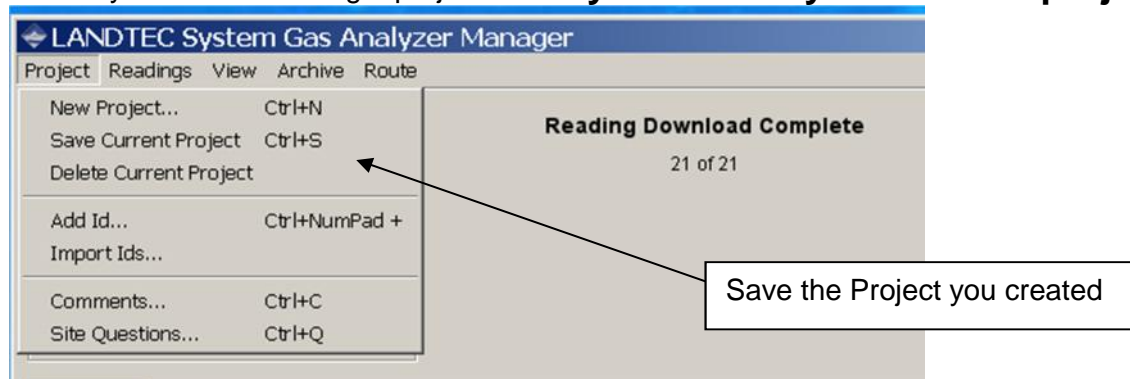 LANDTEC System Gas Analyzer Manager
Project Readings View Archive Route
New Project... Ctrl+N
Save Current Project Ctrl+S
Delete Current Project
Add Id... Ctrl+NumPad +
Import Ids...
Comments... Ctrl+C
Site Questions... Ctrl+Q
Reading Download Complete
21 of 21
Save the Project you created